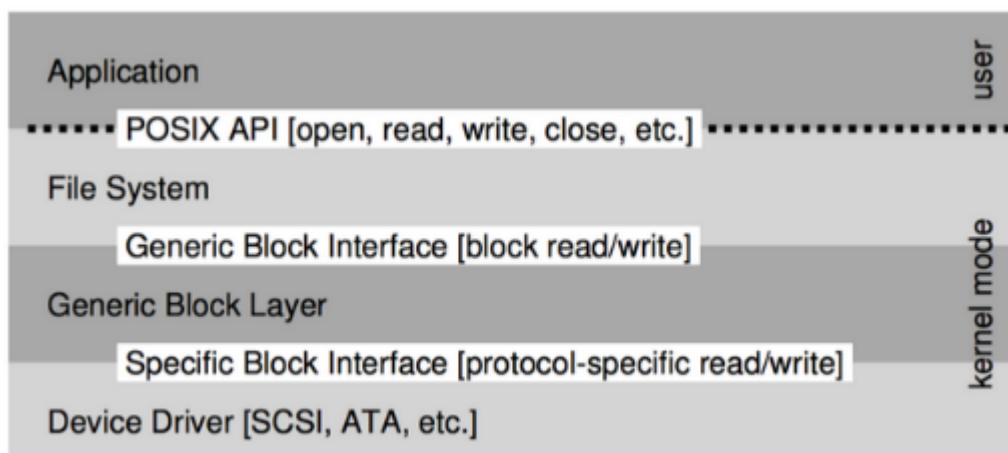 Application
user
POSIX API [open, read, write, close, etc.]
File System
Generic Block Interface [block read/write]
kernel mode
Generic Block Layer
Specific Block Interface [protocol-specific read/write]
Device Driver [SCSI, ATA, etc.]